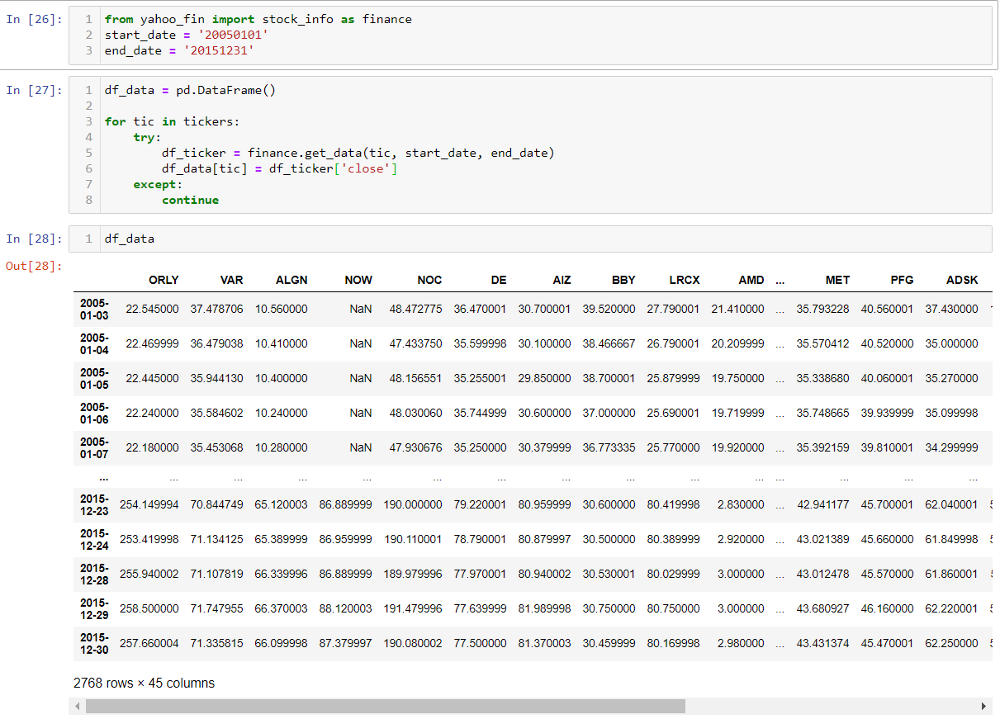 In [26]:
1 from yahoo_fin import stock_info as finance
2 start_date = '20050101'
3 end_date = '20151231'
In [27]:
1 df_data = pd.DataFrame()
2
3 for tic in tickers:
4     try:
5         df_ticker = finance.get_data(tic, start_date, end_date)
6         df_data[tic] = df_ticker['close']
7     except:
8         continue
In [28]:
1 df_data
Out[28]:
ORLY VAR ALGN NOW NOC DE AIZ BBY LRCX AMD ... MET PFG ADSK
2005-01-03 22.545000 37.478706 10.560000 NaN 48.472775 36.470001 30.700001 39.520000 27.790001 21.410000 ... 35.793228 40.560001 37.430000
2005-01-04 22.469999 36.479038 10.410000 NaN 47.433750 35.599998 30.100000 38.466667 26.790001 20.209999 ... 35.570412 40.520000 35.000000
2005-01-05 22.445000 35.944130 10.400000 NaN 48.156551 35.255001 29.850000 38.700001 25.879999 19.750000 ... 35.338680 40.060001 35.270000
2005-01-06 22.240000 35.584602 10.240000 NaN 48.030060 35.744999 30.600000 37.000000 25.690001 19.719999 ... 35.748665 39.939999 35.099998
2005-01-07 22.180000 35.453068 10.280000 NaN 47.930676 35.250000 30.379999 36.773335 25.770000 19.920000 ... 35.392159 39.810001 34.299999
... ... ... ... ... ... ... ... ... ... ... ... ... ... ...
2015-12-23 254.149994 70.844749 65.120003 86.889999 190.000000 79.220001 80.959999 30.600000 80.419998 2.830000 ... 42.941177 45.700001 62.040001
2015-12-24 253.419998 71.134125 65.389999 86.959999 190.110001 78.790001 80.879997 30.500000 80.389999 2.920000 ... 43.021389 45.660000 61.849998
2015-12-28 255.940002 71.107819 66.339996 86.889999 189.979996 77.970001 80.940002 30.530001 80.029999 3.000000 ... 43.012478 45.570000 61.860001
2015-12-29 258.500000 71.747955 66.370003 88.120003 191.479996 77.639999 81.989998 30.750000 80.750000 3.000000 ... 43.680927 46.160000 62.220001
2015-12-30 257.660004 71.335815 66.099998 87.379997 190.080002 77.500000 81.370003 30.459999 80.169998 2.980000 ... 43.431374 45.470001 62.250000
2768 rows × 45 columns